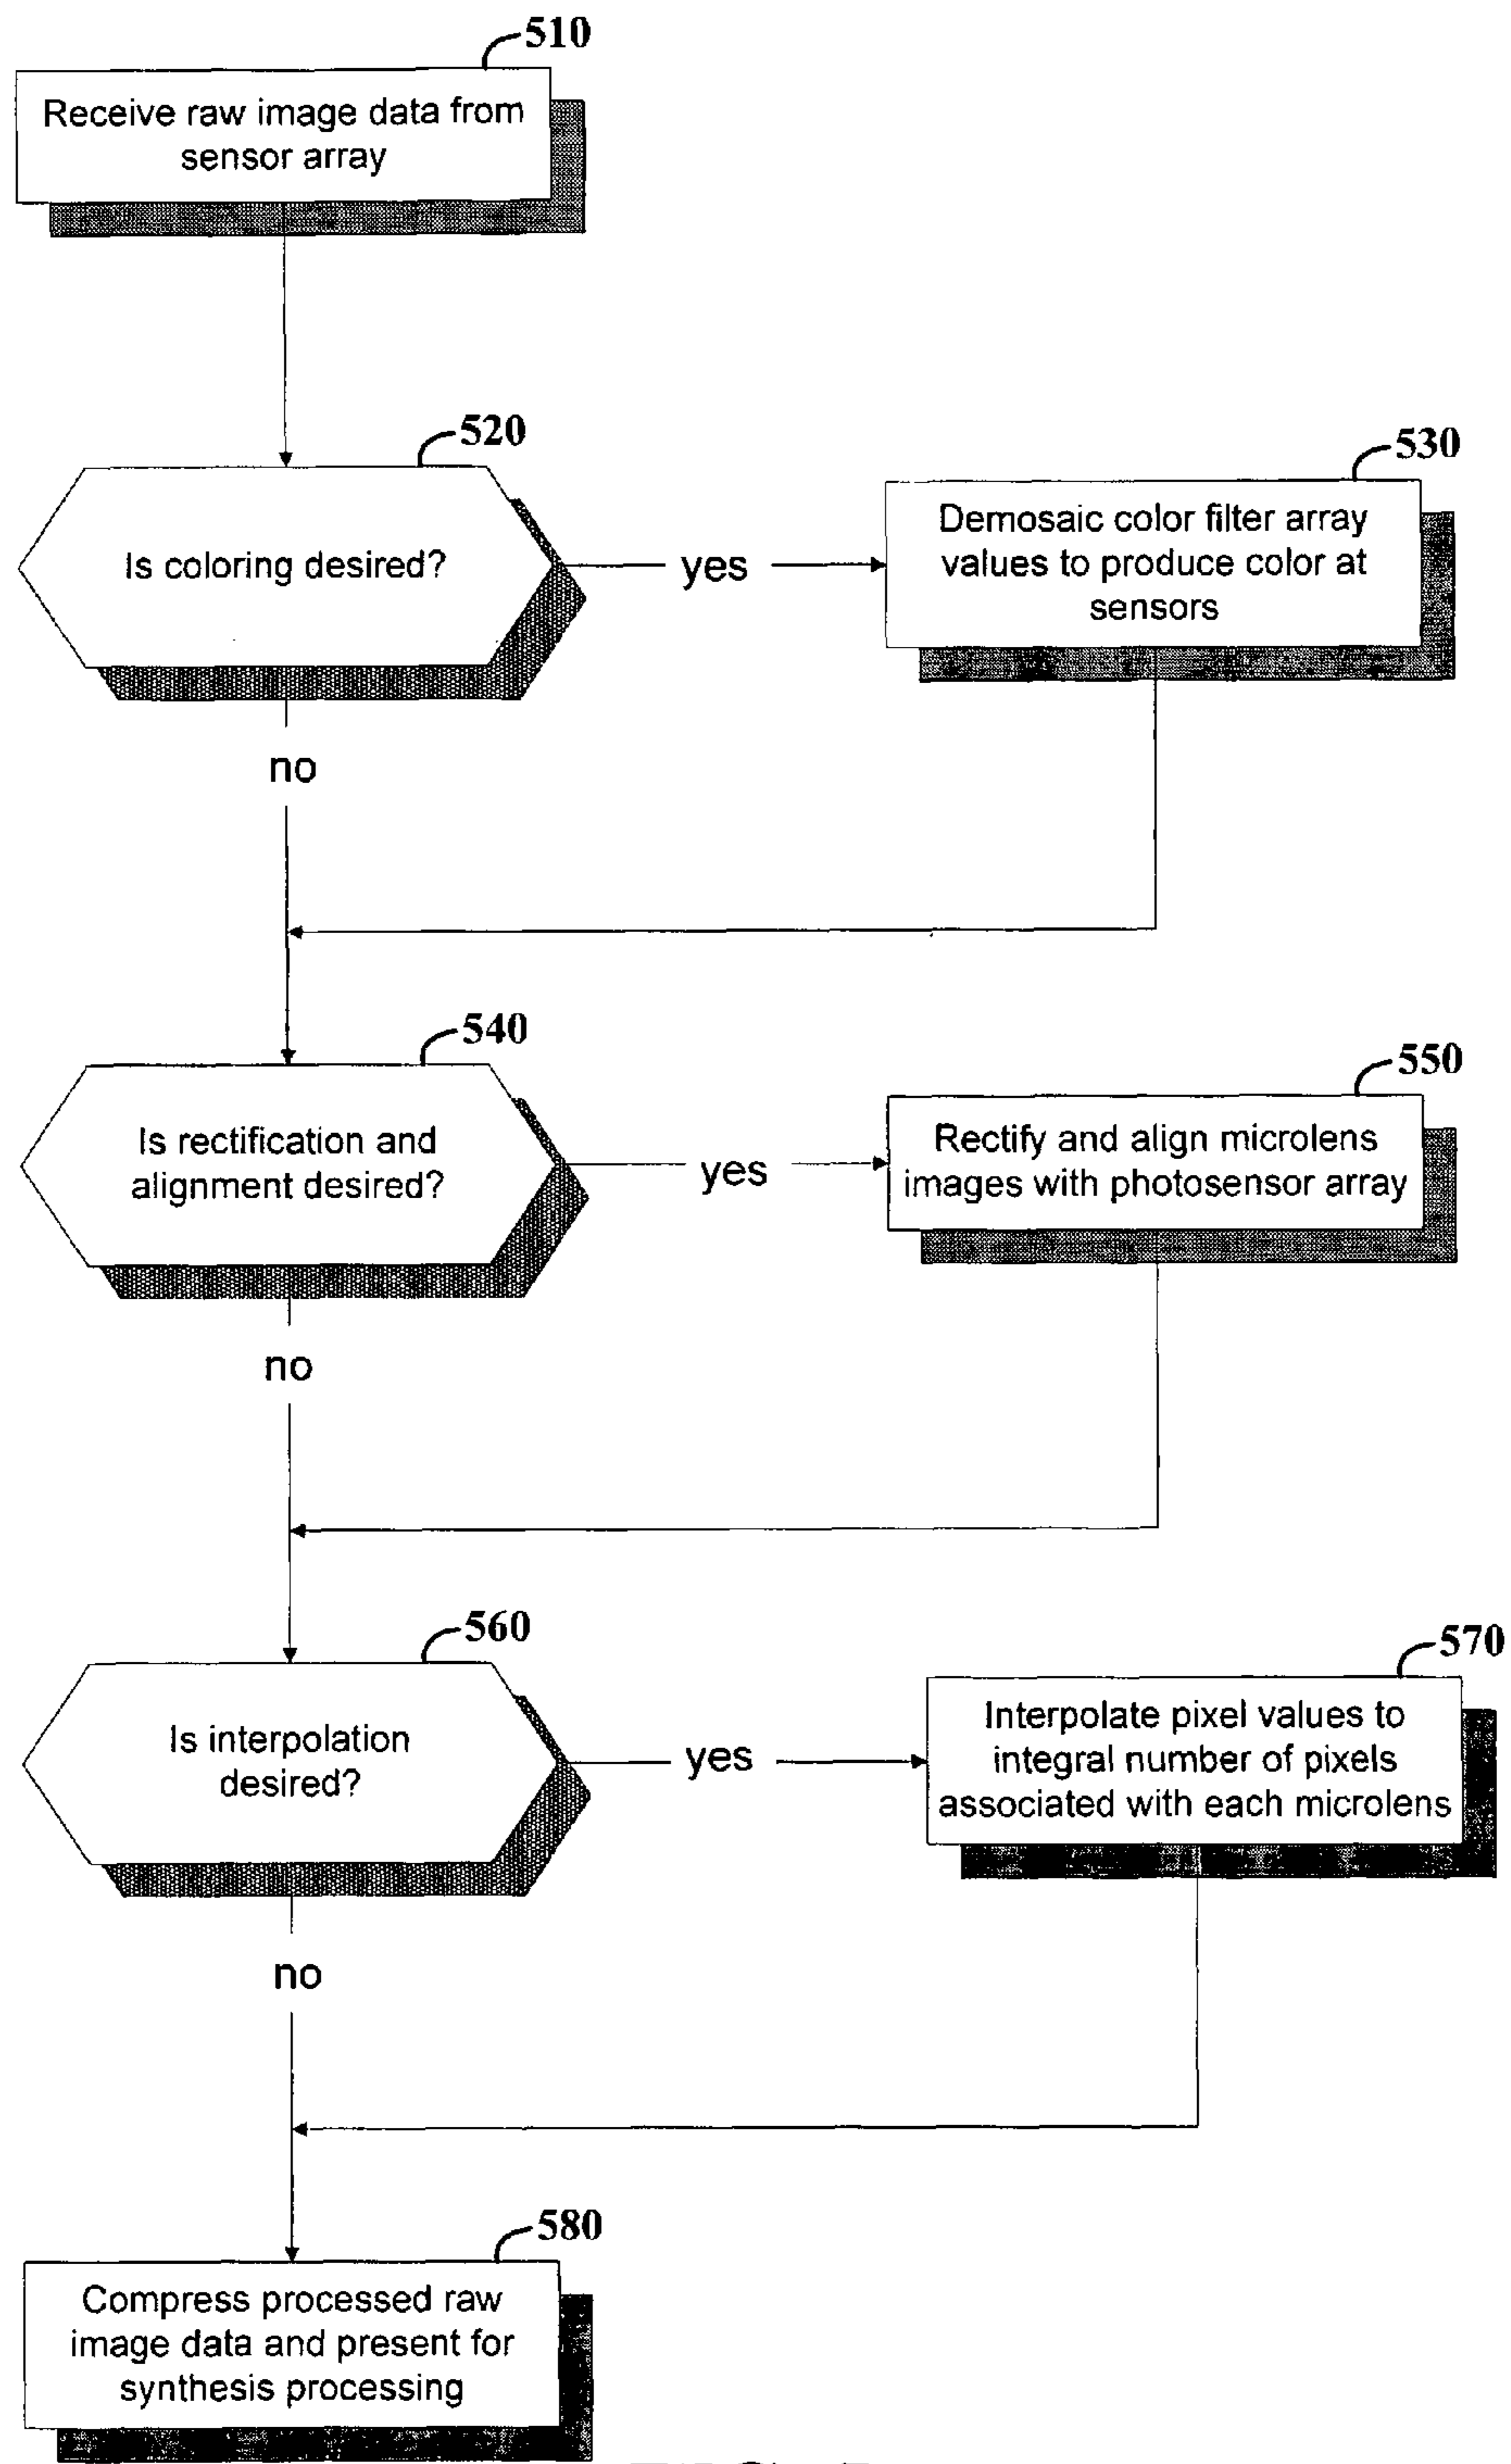 510
Receive raw image data from
sensor array
520
Is coloring desired?
yes
530
Demosaic color filter array
values to produce color at
sensors
no
540
Is rectification and
alignment desired?
yes
550
Rectify and align microlens
images with photosensor array
no
560
Is interpolation
desired?
yes
570
Interpolate pixel values to
integral number of pixels
associated with each microlens
no
580
Compress processed raw
image data and present for
synthesis processing